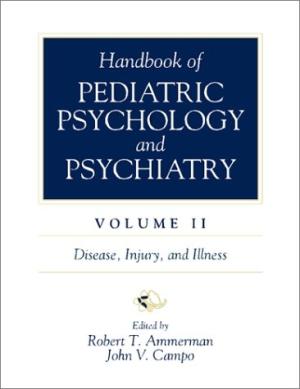 Handbook of
PEDIATRIC
PSYCHOLOGY
and
PSYCHIATRY
VOLUME II
Disease, Injury, and Illness
Edited by
Robert T. Ammerman
John V. Campo